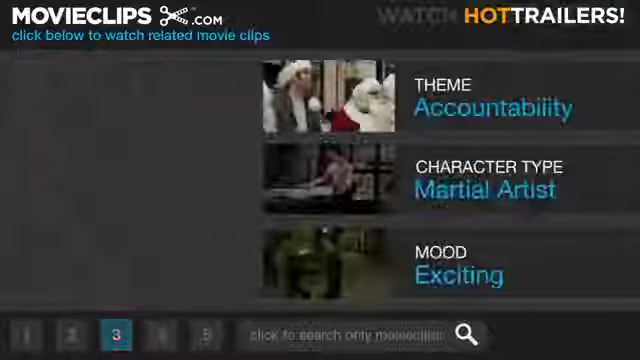 MOVIECLIPS .COM
click below to watch related movie clips
WATCH HOTTRAILERS!
THEME
Accountability
CHARACTER TYPE
Martial Artist
MOOD
Exciting
1 2 3 4 5
click to search only movieclips